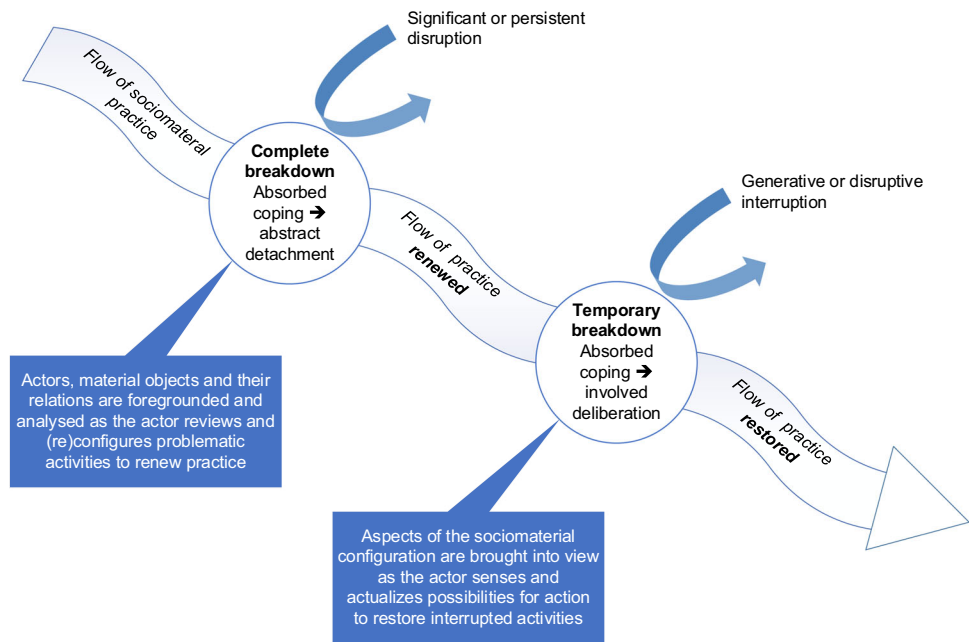 Significant or persistent
disruption
Flow of sociomateral
practice
Complete
breakdown
Absorbed
coping ➔
abstract
detachment
Generative or disruptive
interruption
Flow of practice
renewed
Temporary
breakdown
Absorbed
coping ➔
involved
deliberation
Actors, material objects and their
relations are foregrounded and
analysed as the actor reviews and
(re)configures problematic
activities to renew practice
Flow of practice
restored
Aspects of the sociomaterial
configuration are brought into view
as the actor senses and
actualizes possibilities for action
to restore interrupted activities